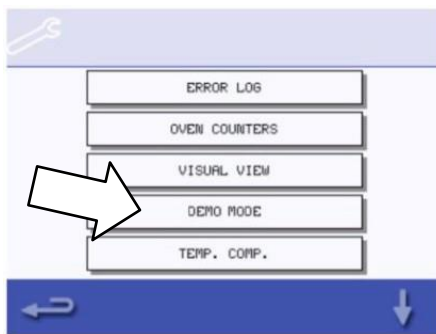 ERROR LOG
OVEN COUNTERS
VISUAL VIEW
DEMO MODE
TEMP. COMP.